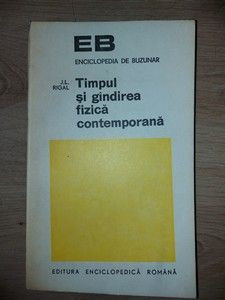 EB
ENCICLOPEDIA DE BUZUNAR
J.L.
RIGAL
Timpul
și gîndirea
fizică
contemporană
EDITURA ENCICLOPEDICĂ ROMÂNĂ